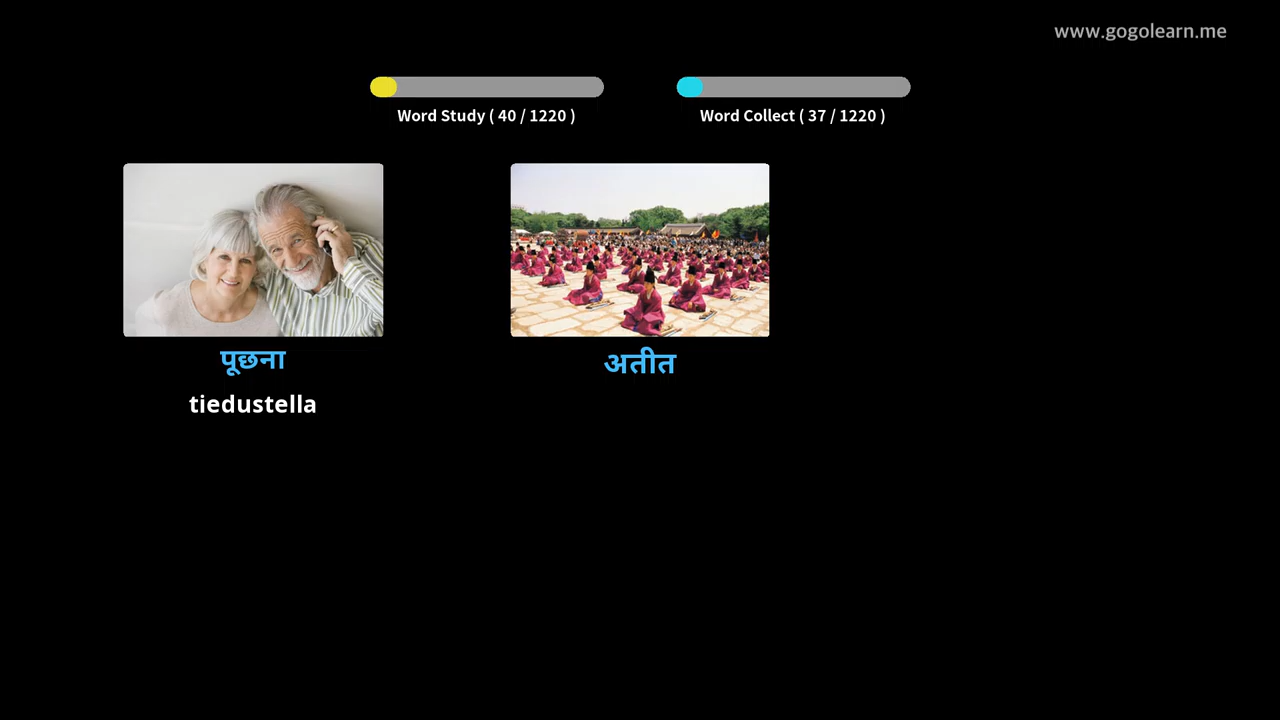 www.gogolearn.me
Word Study ( 40 / 1220 )
Word Collect ( 37 / 1220 )
पूछना
अतीत
tiedustella